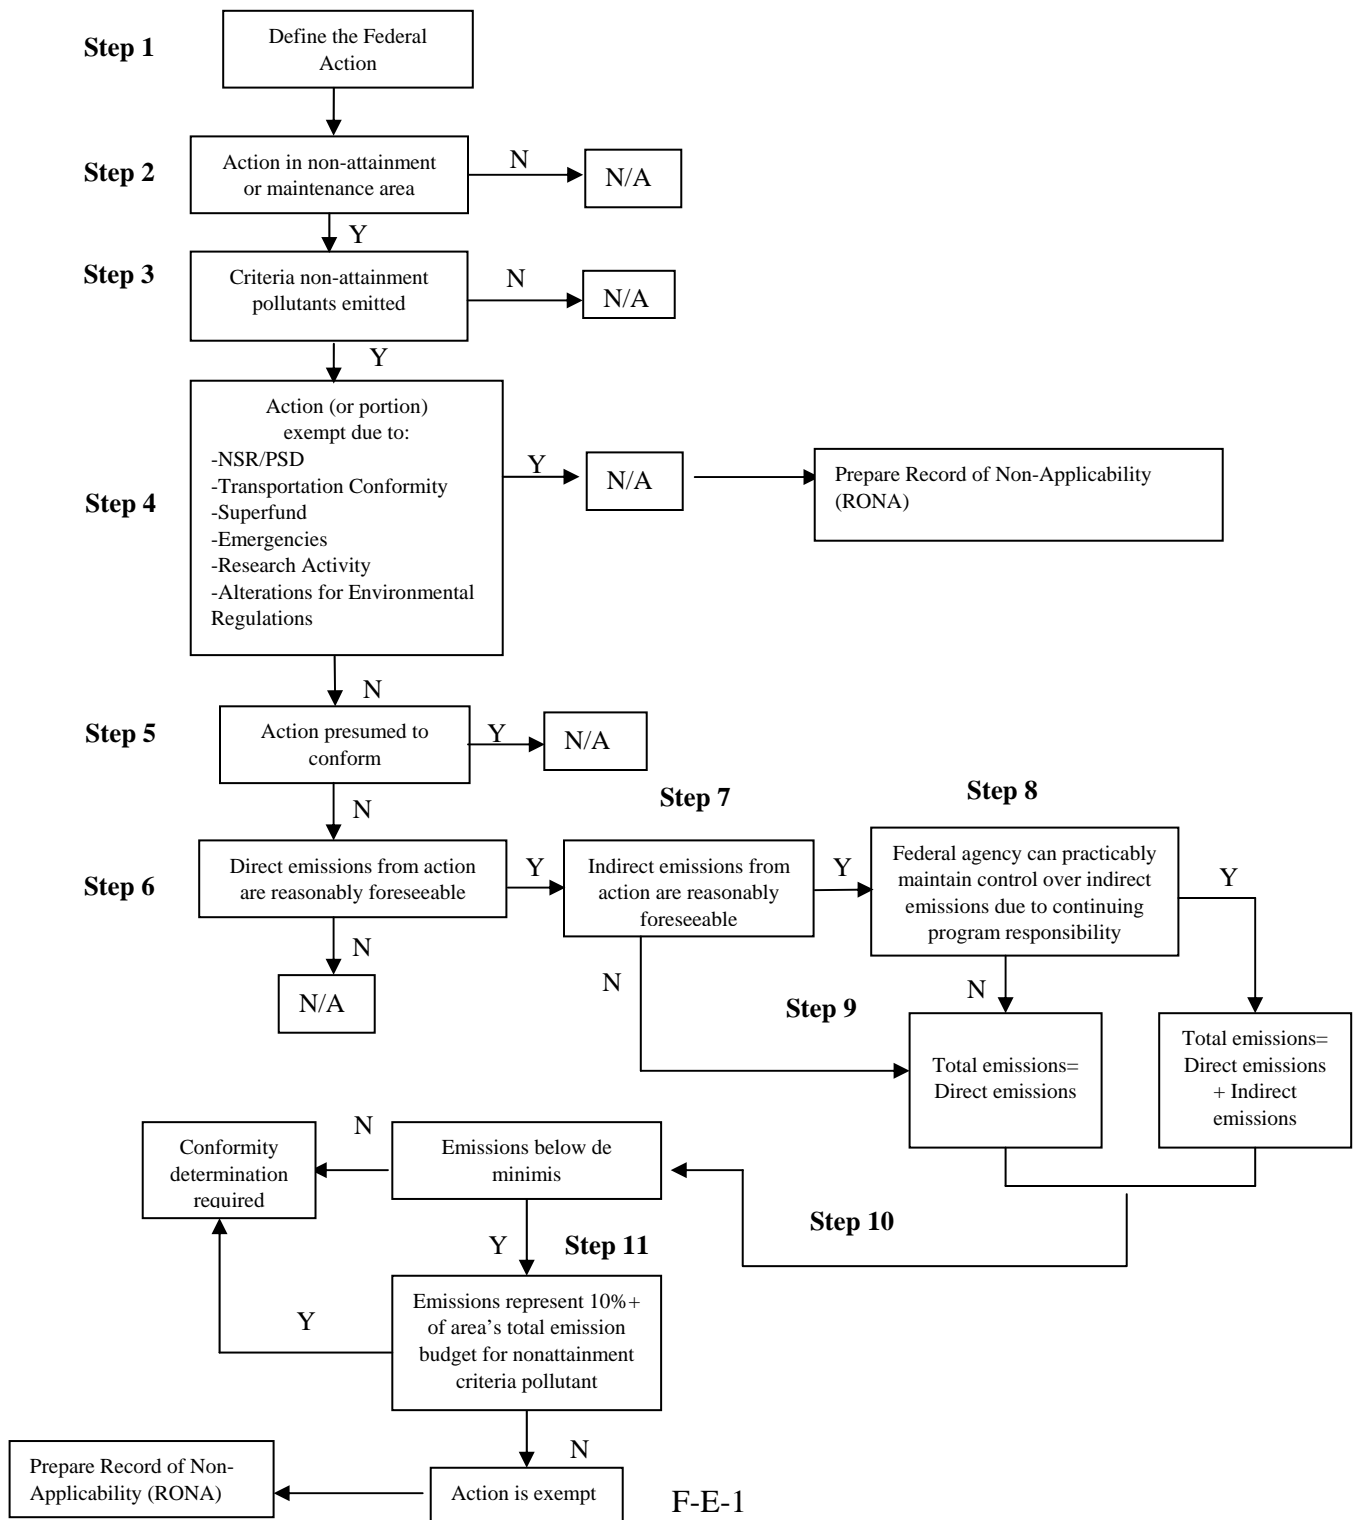 Step 1
Define the Federal
Action
Step 2
Action in non-attainment
or maintenance area
N
N/A
Y
Step 3
Criteria non-attainment
pollutants emitted
N
N/A
Y
Step 4
Action (or portion)
exempt due to:
-NSR/PSD
-Transportation Conformity
-Superfund
-Emergencies
-Research Activity
-Alterations for Environmental
Regulations
Y
N/A
Prepare Record of Non-Applicability
(RONA)
N
Step 5
Action presumed to
conform
Y
N/A
N
Step 6
Direct emissions from action
are reasonably foreseeable
Y
N
N/A
Step 7
Indirect emissions from
action are reasonably
foreseeable
Y
N
Step 8
Federal agency can practicably
maintain control over indirect
emissions due to continuing
program responsibility
Y
N
Step 9
Total emissions=
Direct emissions
Total emissions=
Direct emissions
+ Indirect
emissions
Step 10
Emissions below de
minimis
N
Conformity
determination
required
Y
Step 11
Emissions represent 10%+
of area’s total emission
budget for nonattainment
criteria pollutant
Y
N
Action is exempt
Prepare Record of Non-
Applicability (RONA)
F-E-1